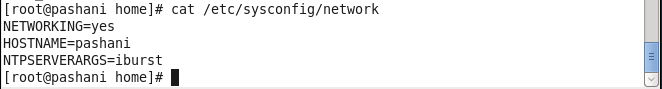 [root@pashani home]# cat /etc/sysconfig/network
NETWORKING=yes
HOSTNAME=pashani
NTPSERVERARGS=iburst
[root@pashani home]#